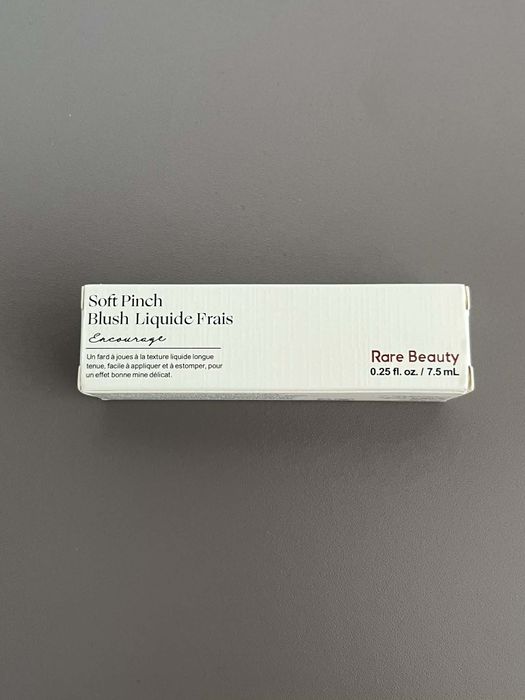 Soft Pinch
Blush Liquide Frais
Encourage
Un fard à joues à la texture liquide longue
tenue, facile à appliquer et à estomper, pour
un effet bonne mine délicat.
Rare Beauty
0.25 fl. oz. / 7.5 mL